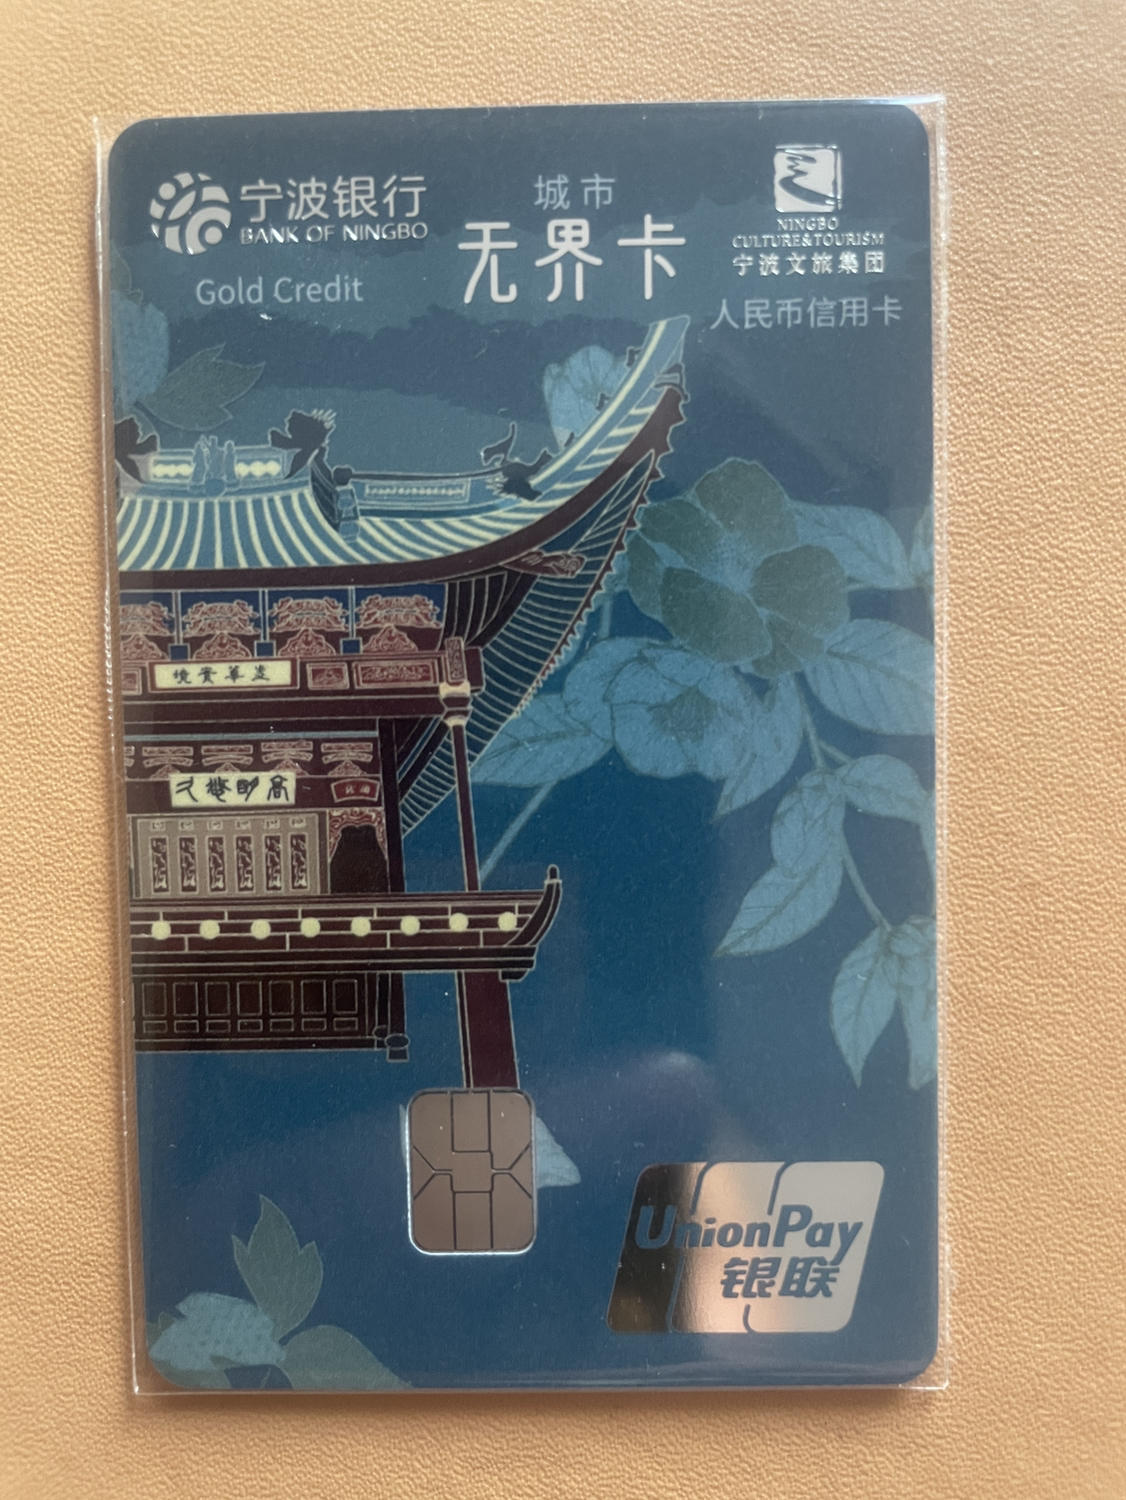 宁波银行
BANK OF NINGBO
Gold Credit
城市
无界卡
NINGBO
CULTURE&TOURISM
宁波文旅集团
人民币信用卡
UnionPay
银联